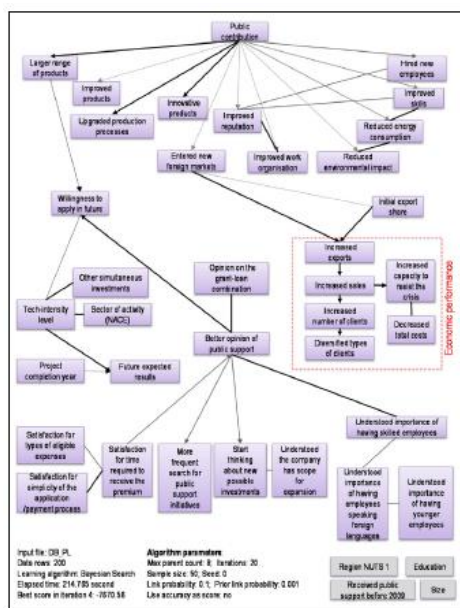 Public
contribution
Larger range
of products
Hired new
employees
Improved
products
Innovative
products
Improved
skills
Upgraded production
processes
Improved
reputation
Reduced energy
consumption
Entered new
foreign markets
Improved work
organisation
Reduced
environmental impact
Willingness to
apply in future
Initial export
share
Increased
exports
Increased sales
Increased
capacity to
resist the
crisis
Increased
number of clients
Decreased
total costs
Diversified types
of clients
Economic performance
Other simultaneous
investments
Opinion on the
grant-loan
combination
Tech-intensity
level
Sector of activity
(NACE)
Better opinion of
public support
Project
completion year
Future expected
results
Understood importance of
having skilled employees
Satisfaction for
types of eligible
expenses
Satisfaction for
simplicity of the
application
/payment process
Satisfaction
for time
required to
receive the
premium
More
frequent
search for
public
support
initiatives
Start
thinking
about new
possible
investments
Understood
the company
has scope
for
expansion
Understood
importance
of having
employees
speaking
foreign
languages
Understood
importance
of having
younger
employees
Input file: DB_PL
Data rows: 200
Learning algorithm: Bayesian Search
Elapsed time: 214.765 seconds
Best score in iteration 4: -7670.58
Algorithm parameters
Max parent count: 8; Iterations: 20
Sample size: 50; Seed: 0
Link probability: 0.1; Prior link probability: 0.001
Use accuracy as score: no
Region NUTS 1
Education
Received public
support before 2009
Size